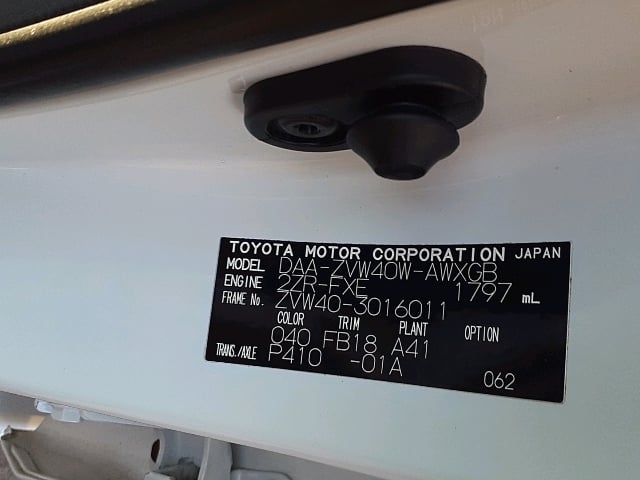 TOYOTA MOTOR CORPORATION JAPAN
MODEL DAA-ZVW40W-AWXGB
ENGINE 2ZR-FXE 1797 mL
FRAME No. ZVW40-3016011
COLOR TRIM PLANT OPTION
040 FB18 A41
TRANS./AXLE P410 -01A
062